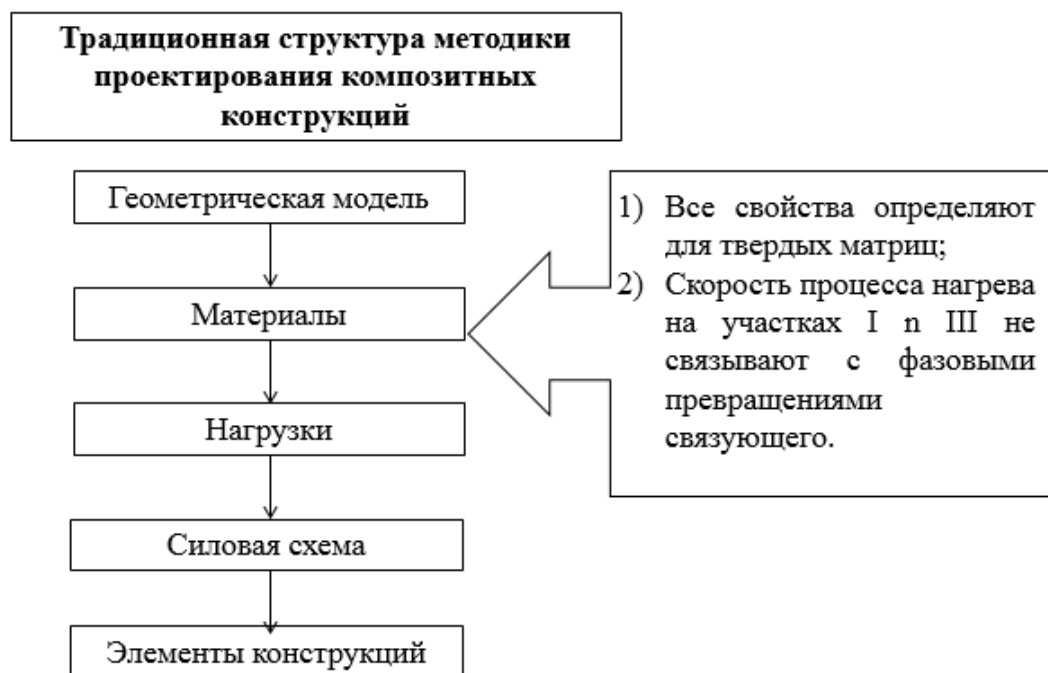 Традиционная структура методики
проектирования композитных
конструкций
Геометрическая модель
Материалы
Нагрузки
Силовая схема
Элементы конструкций
1) Все свойства определяют
для твердых матриц;
2) Скорость процесса нагрева
на участках I n III не
связывают с фазовыми
превращениями
связующего.